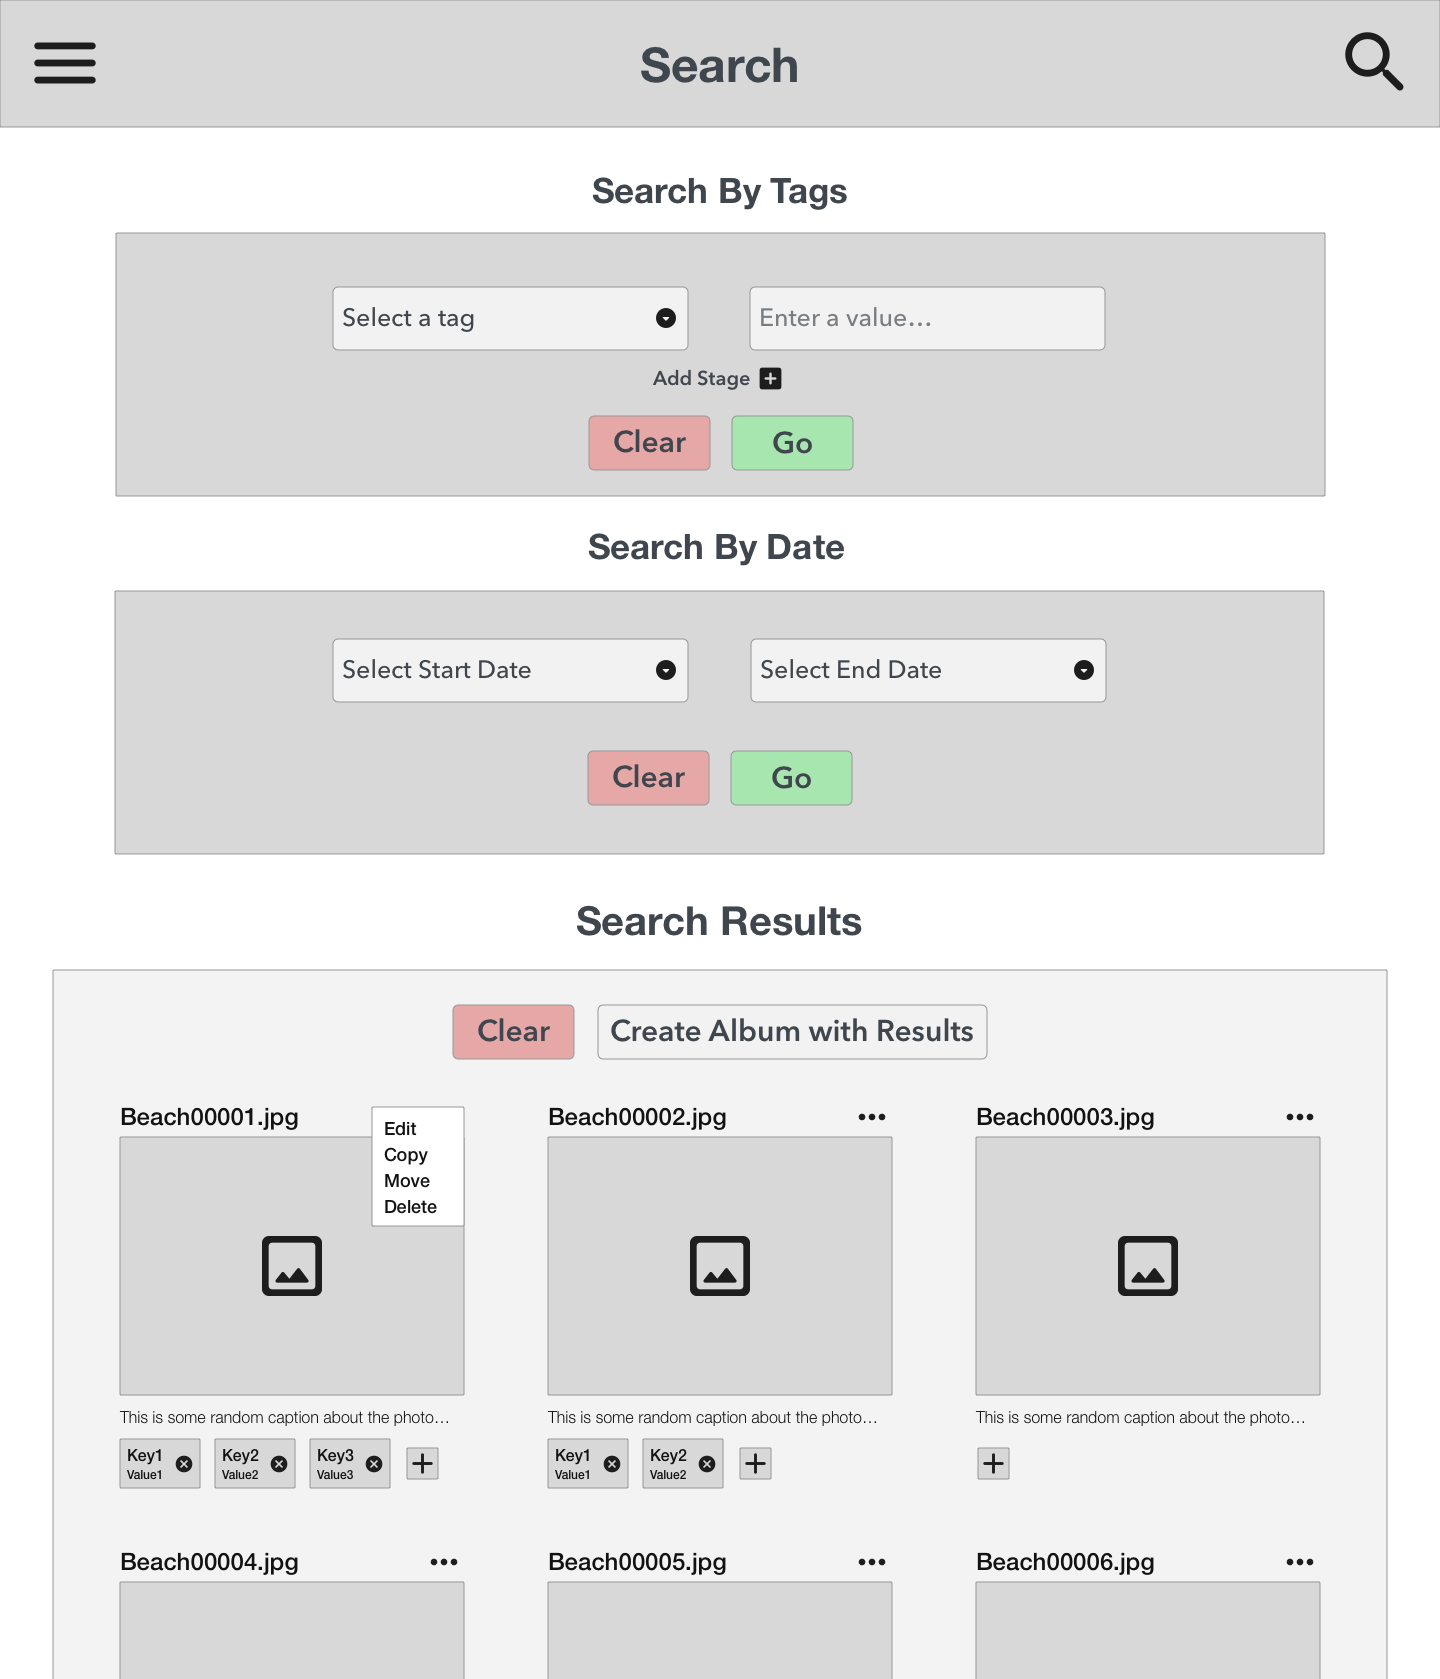 Search
Search By Tags
Select a tag
Enter a value...
Add Stage
Clear
Go
Search By Date
Select Start Date
Select End Date
Clear
Go
Search Results
Clear
Create Album with Results
Beach00001.jpg
Edit
Copy
Move
Delete
This is some random caption about the photo...
Key1
Value1
Key2
Value2
Key3
Value3
Beach00002.jpg
This is some random caption about the photo...
Key1
Value1
Key2
Value2
Beach00003.jpg
This is some random caption about the photo...
Beach00004.jpg
Beach00005.jpg
Beach00006.jpg